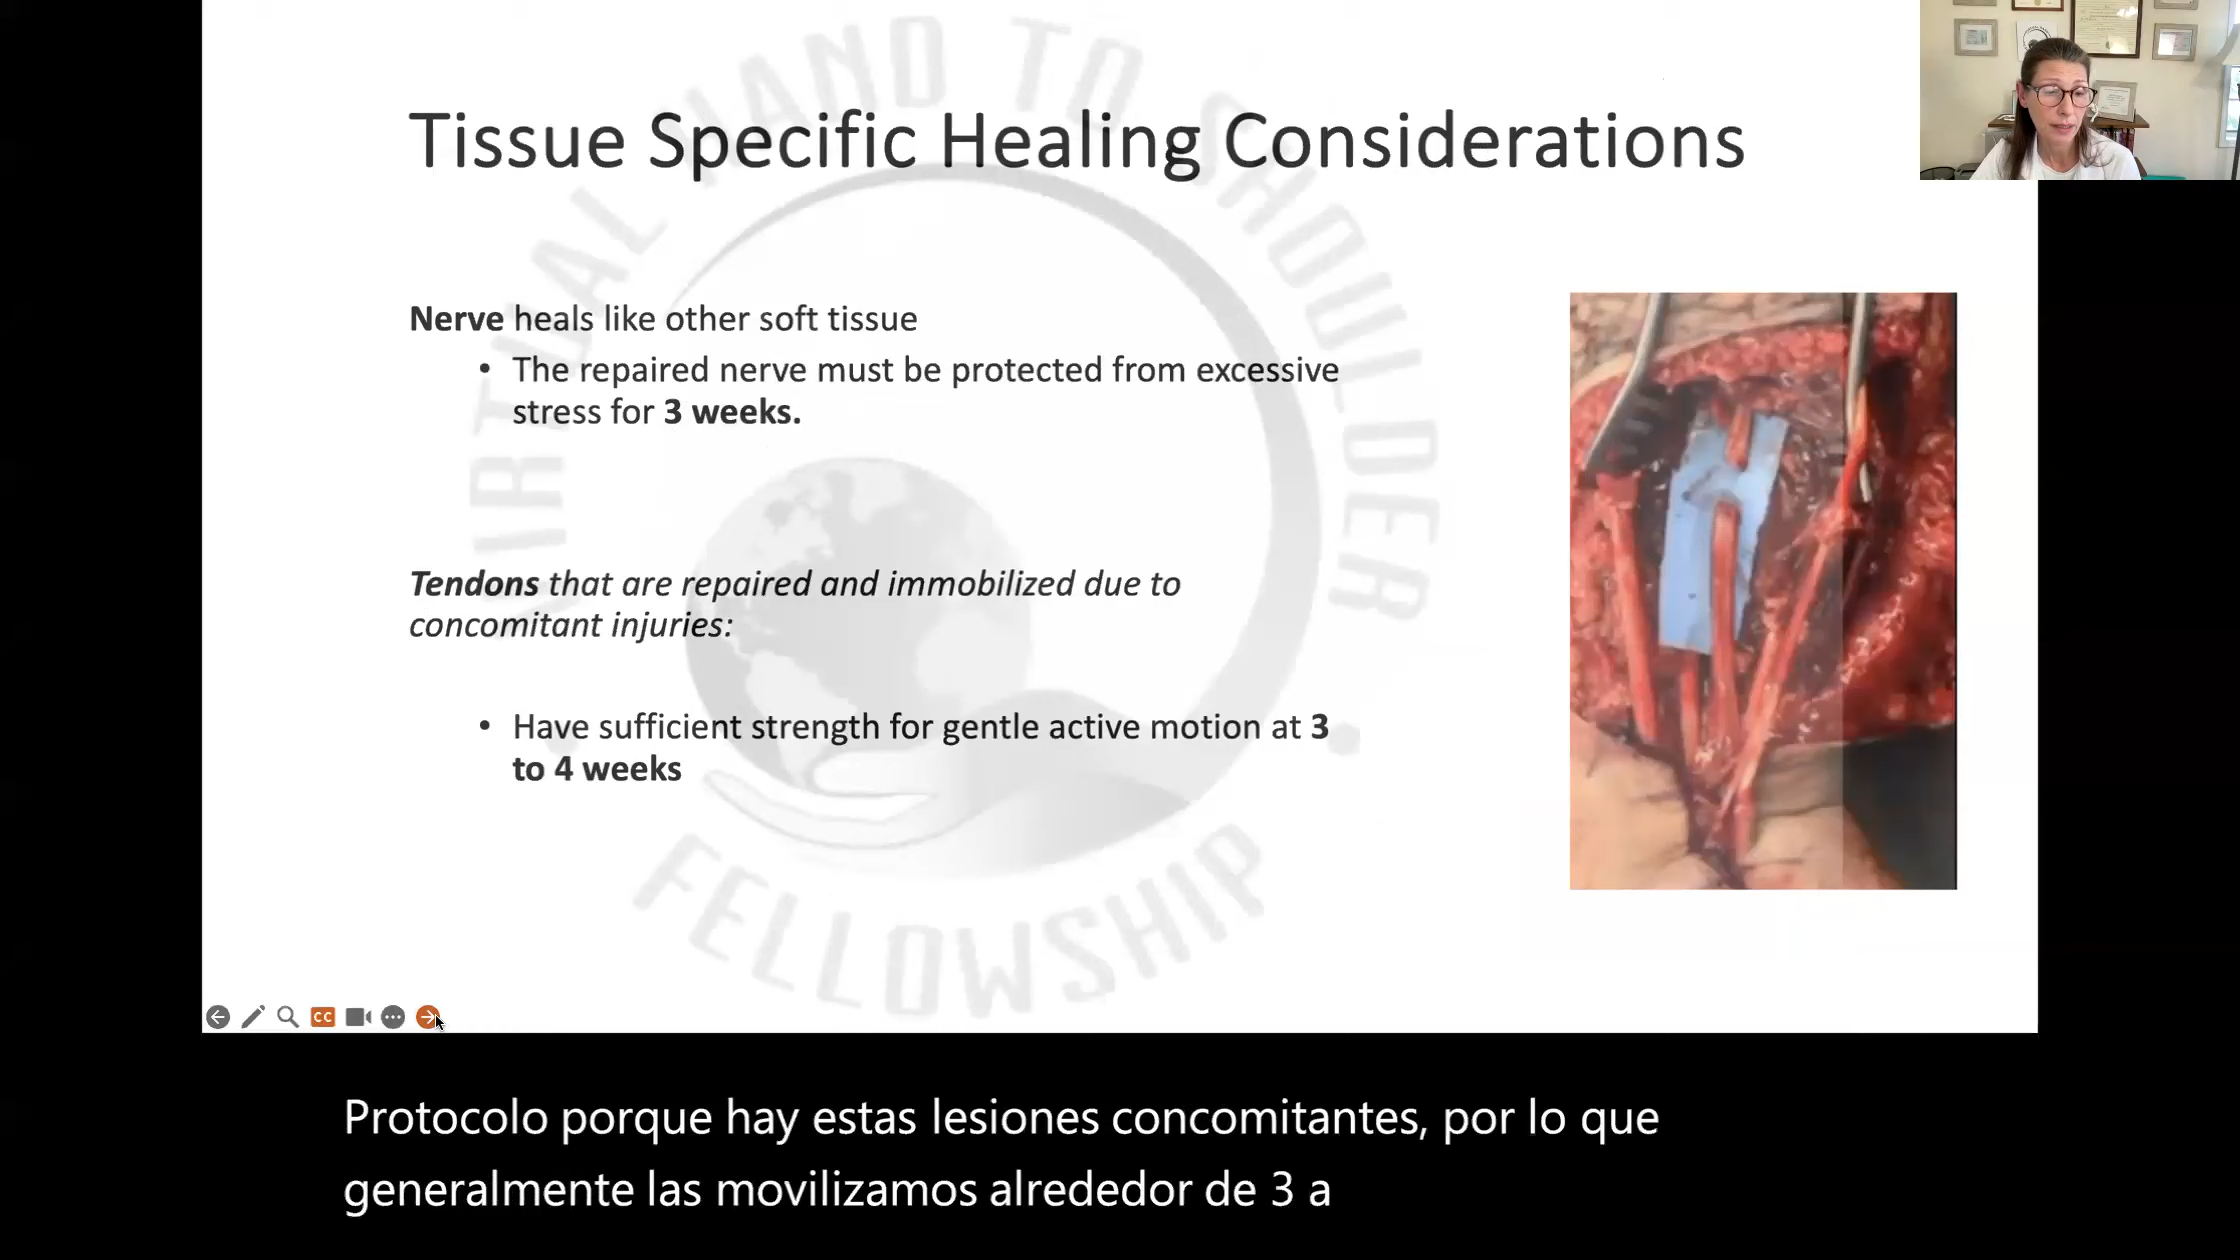 VIRTUAL HAND TO SHOULDER
Tissue Specific Healing Considerations
Nerve heals like other soft tissue
• The repaired nerve must be protected from excessive
stress for 3 weeks.
Tendons that are repaired and immobilized due to
concomitant injuries:
• Have sufficient strength for gentle active motion at 3
to 4 weeks
FELLOWSHIP
CC
Protocolo porque hay estas lesiones concomitantes, por lo que
generalmente las movilizamos alrededor de 3 a